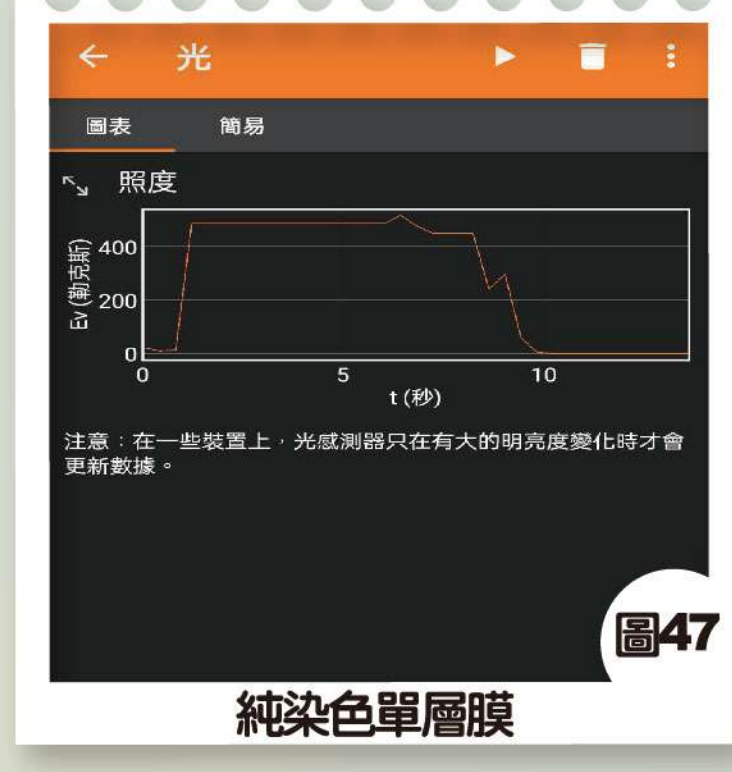 光
圖表 簡易
照度
Ev (勒克斯)
400
200
0
0 5 10
t (秒)
注意：在一些裝置上，光感測器只在有大的明亮度變化時才會
更新數據。
圖47
純染色單層膜